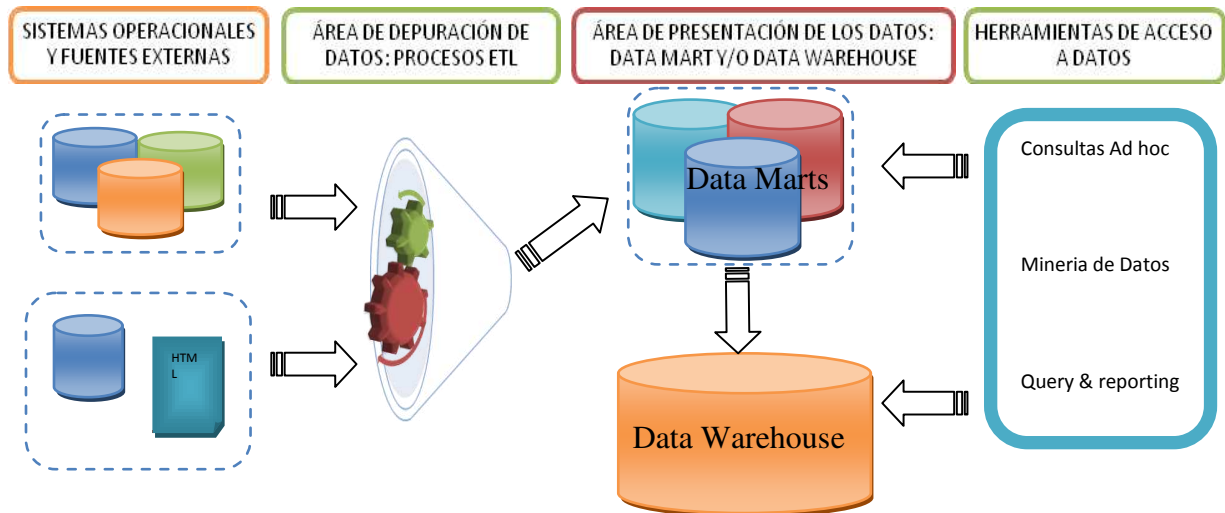 SISTEMAS OPERACIONALES
Y FUENTES EXTERNAS
ÁREA DE DEPURACIÓN DE
DATOS: PROCESOS ETL
ÁREA DE PRESENTACIÓN DE LOS DATOS:
DATA MART Y/O DATA WAREHOUSE
HERRAMIENTAS DE ACCESO
A DATOS
HTM
L
Data Marts
Data Warehouse
Consultas Ad hoc
Mineria de Datos
Query & reporting